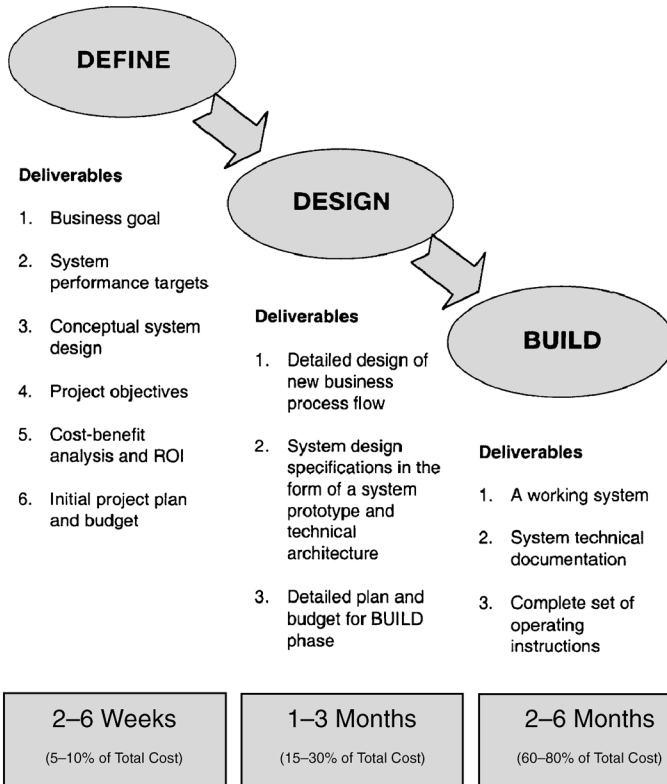 DEFINE
Deliverables
1. Business goal
2. System
performance targets
3. Conceptual system
design
4. Project objectives
5. Cost-benefit
analysis and ROI
6. Initial project plan
and budget
2–6 Weeks
(5–10% of Total Cost)
DESIGN
Deliverables
1. Detailed design of
new business
process flow
2. System design
specifications in the
form of a system
prototype and
technical
architecture
3. Detailed plan and
budget for BUILD
phase
1–3 Months
(15–30% of Total Cost)
BUILD
Deliverables
1. A working system
2. System technical
documentation
3. Complete set of
operating
instructions
2–6 Months
(60–80% of Total Cost)